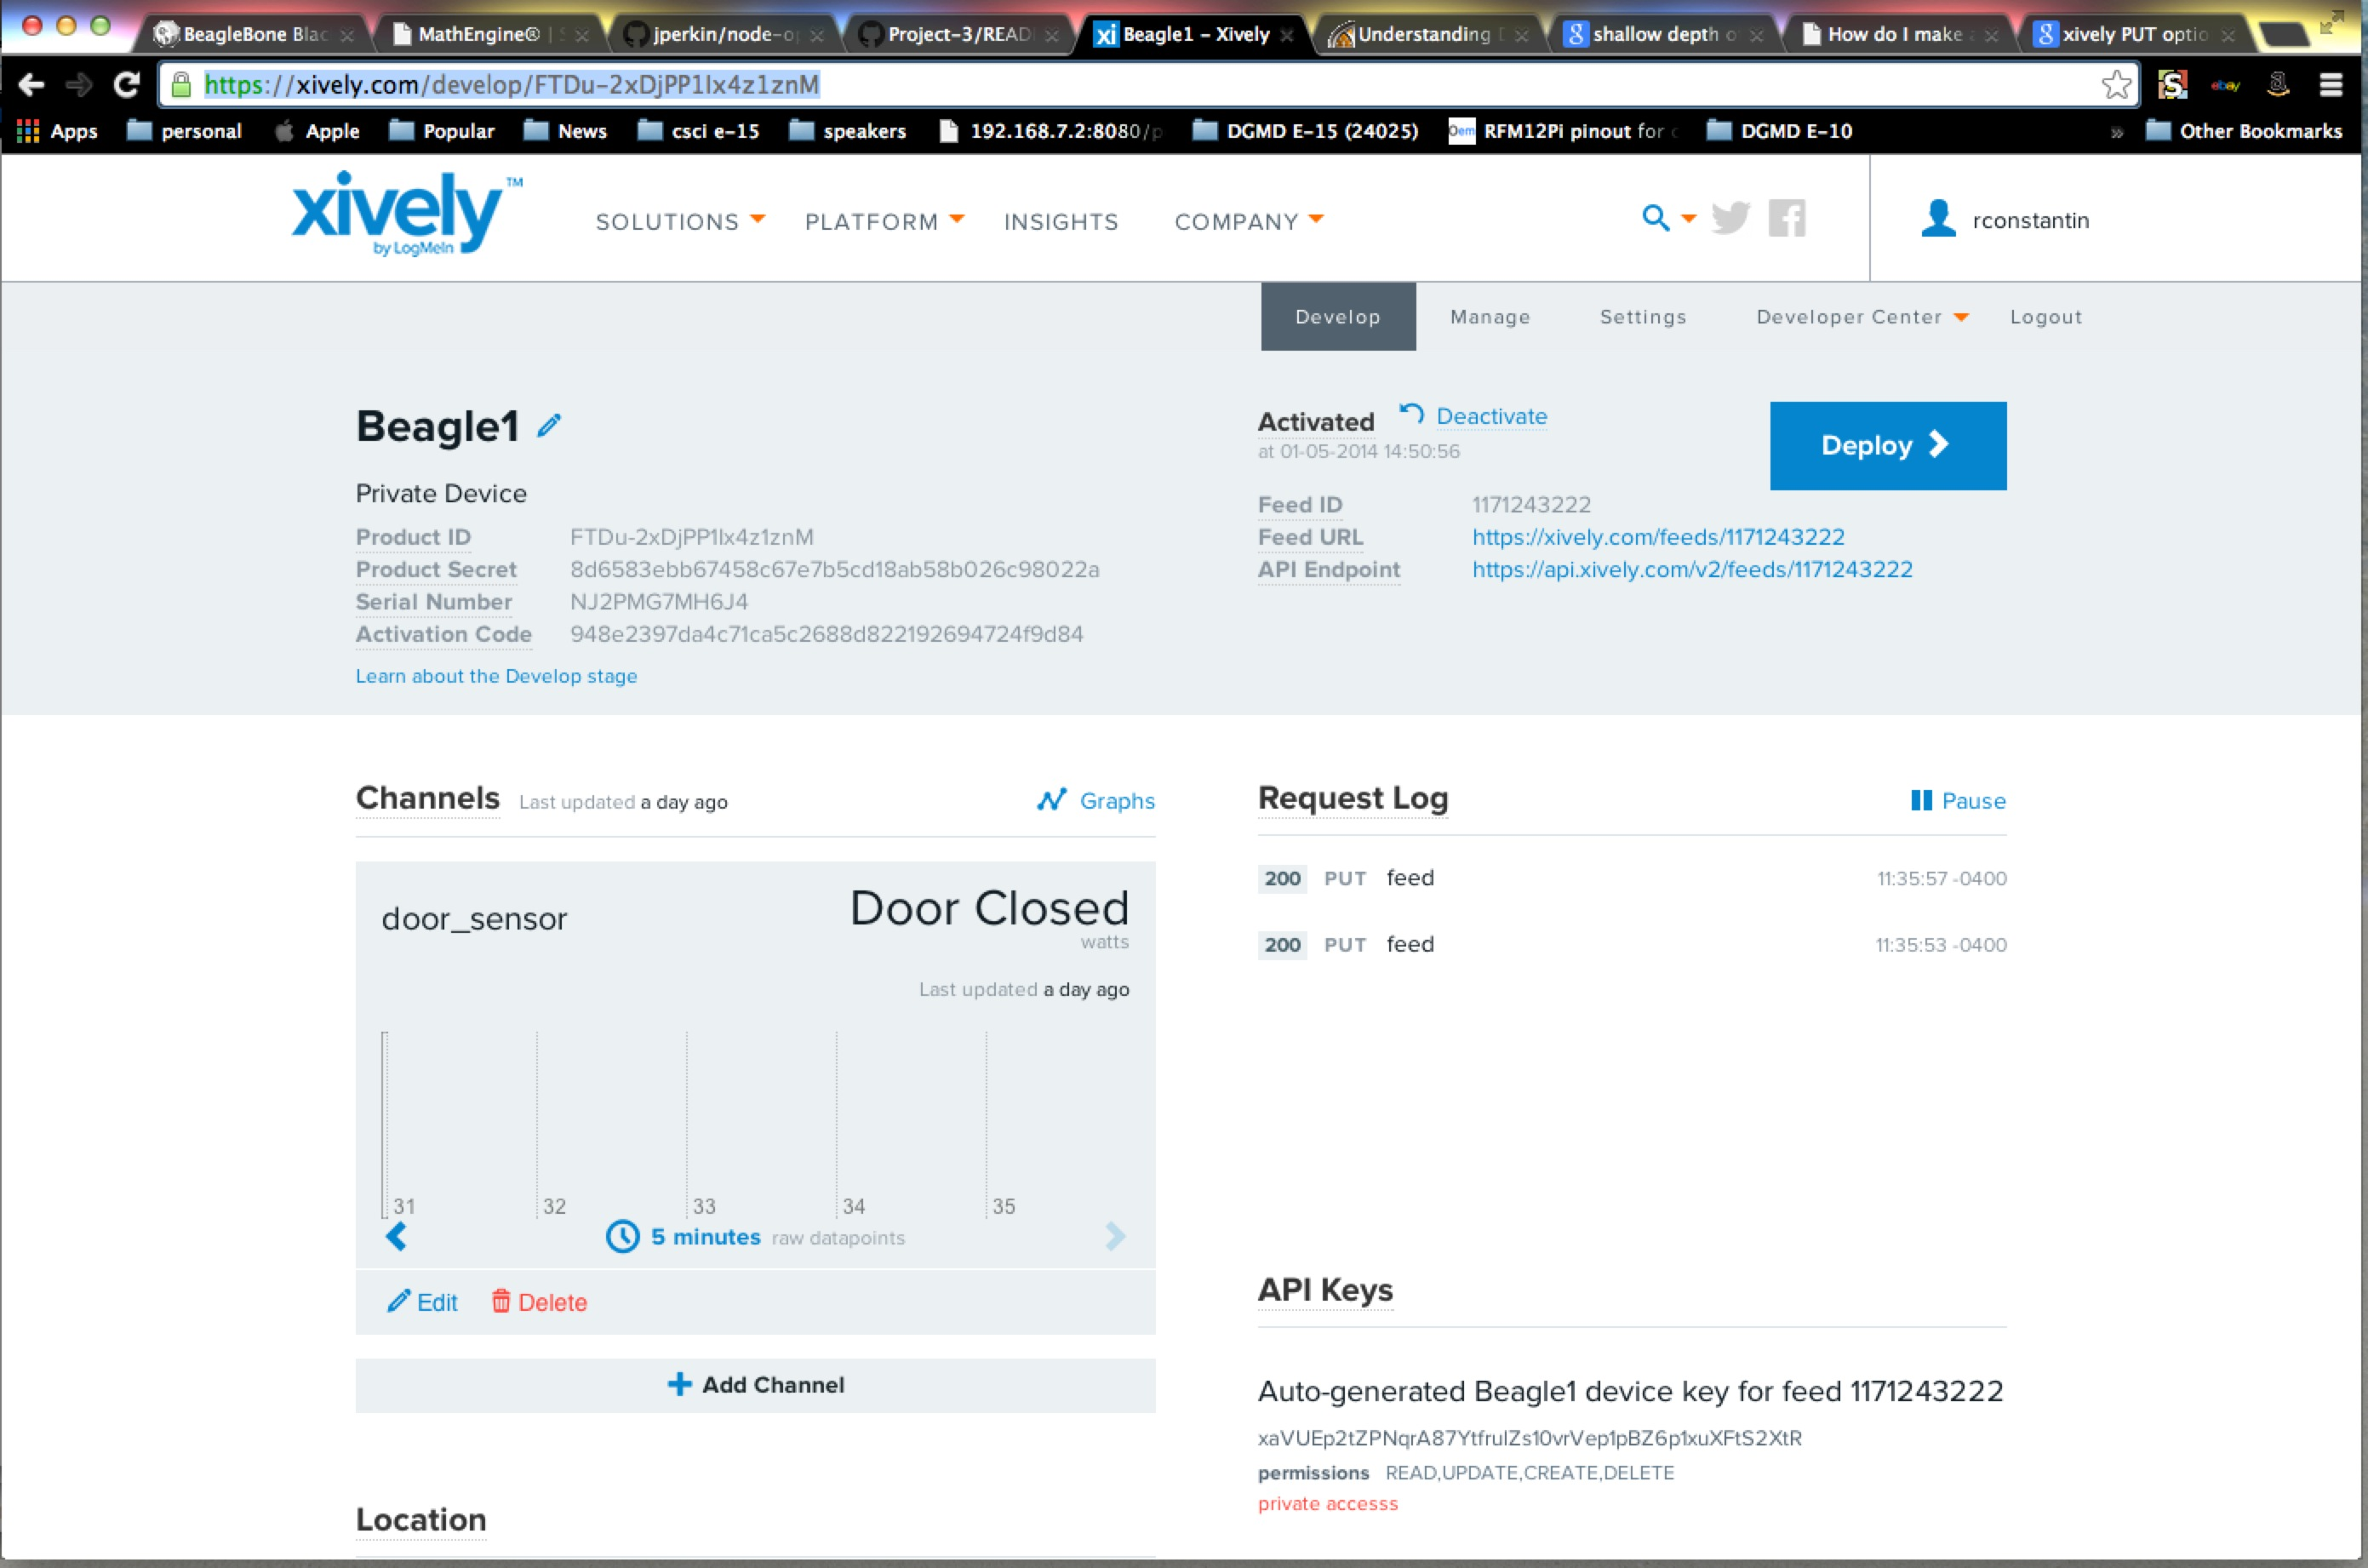 BeagleBone Blac
MathEngine® | S
jperkin/node-o
Project-3/READ
Beagle1 – Xively
Understanding D
shallow depth o
How do I make a
xively PUT optio
https://xively.com/develop/FTDu-2xDjPP1Ix4z1znM
ebay
Apps personal Apple Popular News csci e-15 speakers 192.168.7.2:8080/p DGMD E-15 (24025) Oem RFM12Pi pinout for DGMD E-10 » Other Bookmarks
xively™
by LogMeIn
SOLUTIONS PLATFORM INSIGHTS COMPANY
rconstantin
Develop Manage Settings Developer Center Logout
Beagle1
Private Device
Product ID FTDu-2xDjPP1Ix4z1znM
Product Secret 8d6583ebb67458c67e7b5cd18ab58b026c98022a
Serial Number NJ2PMG7MH6J4
Activation Code 948e2397da4c71ca5c2688d822192694724f9d84
Learn about the Develop stage
Activated Deactivate
at 01-05-2014 14:50:56
Deploy
Feed ID 1171243222
Feed URL https://xively.com/feeds/1171243222
API Endpoint https://api.xively.com/v2/feeds/1171243222
Channels Last updated a day ago Graphs
door_sensor Door Closed
watts
Last updated a day ago
31 32 33 34 35
5 minutes raw datapoints
Edit Delete
Add Channel
Location
Request Log Pause
200 PUT feed 11:35:57 -0400
200 PUT feed 11:35:53 -0400
API Keys
Auto-generated Beagle1 device key for feed 1171243222
xaVUEp2tZPNqrA87YtfruIZs10vrVep1pBZ6p1xuXFtS2XtR
permissions READ,UPDATE,CREATE,DELETE
private accesss